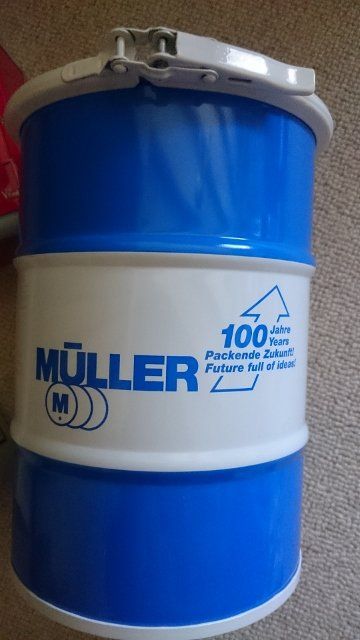 100 Jahre
Years
Packende Zukunft!
Future full of ideas!
MÜLLER
M